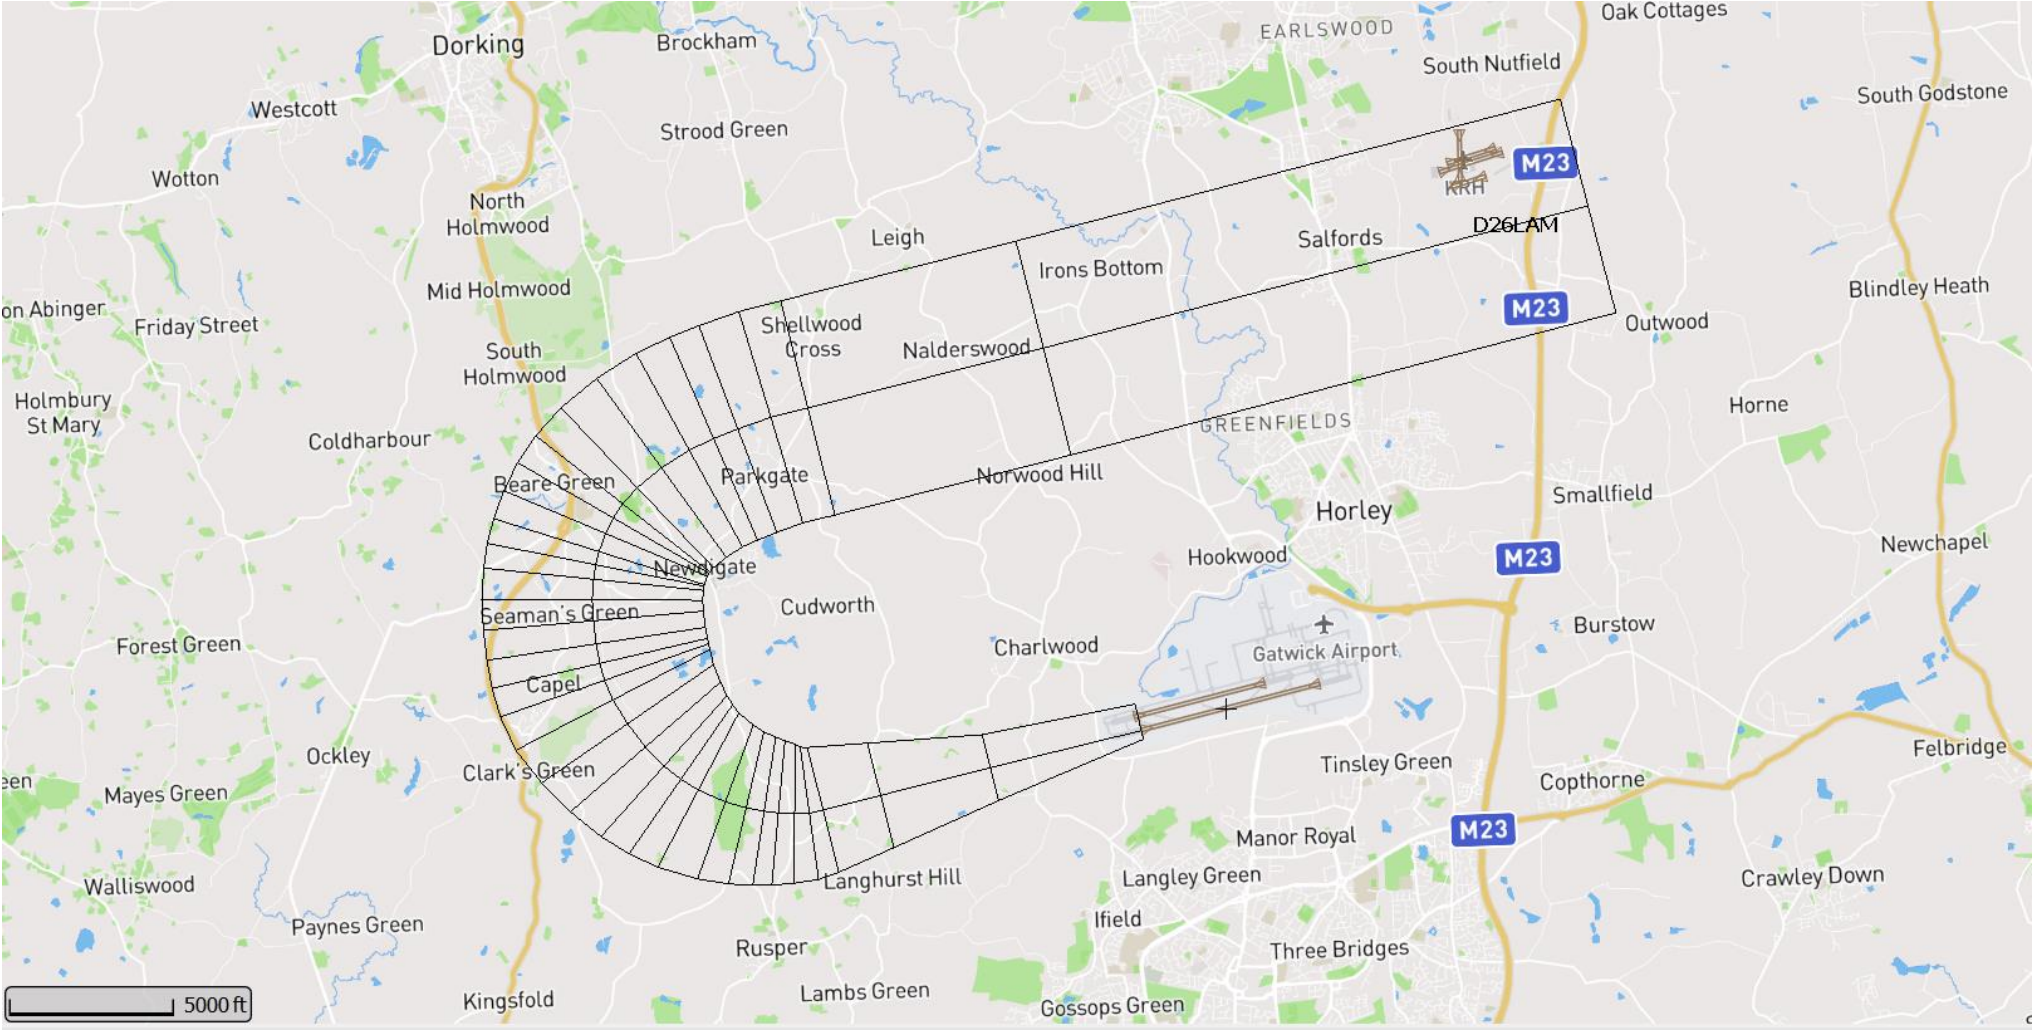 Oak Cottages
EARLSWOOD
Dorking
Brockham
South Nutfield
South Godstone
Westcott
Strood Green
M23
Wotton
KRH
North
Holmwood
D26LAM
Leigh
Salfords
Irons Bottom
Mid Holmwood
Blindley Heath
on Abinger
Friday Street
Shellwood
Cross
M23
Outwood
South
Holmwood
Nalderswood
Holmbury
St Mary
Horne
GREENFIELDS
Coldharbour
Parkgate
Norwood Hill
Beare Green
Smallfield
Horley
Newchapel
Hookwood
M23
Newdigate
Cudworth
Seaman's Green
Burstow
Forest Green
Charlwood
Gatwick Airport
Capel
Ockley
Felbridge
Tinsley Green
Clark's Green
Copthorne
een
Mayes Green
M23
Manor Royal
Langhurst Hill
Langley Green
Crawley Down
Walliswood
Ifield
Paynes Green
Rusper
Three Bridges
Lambs Green
Kingsfold
5000 ft
Gossops Green